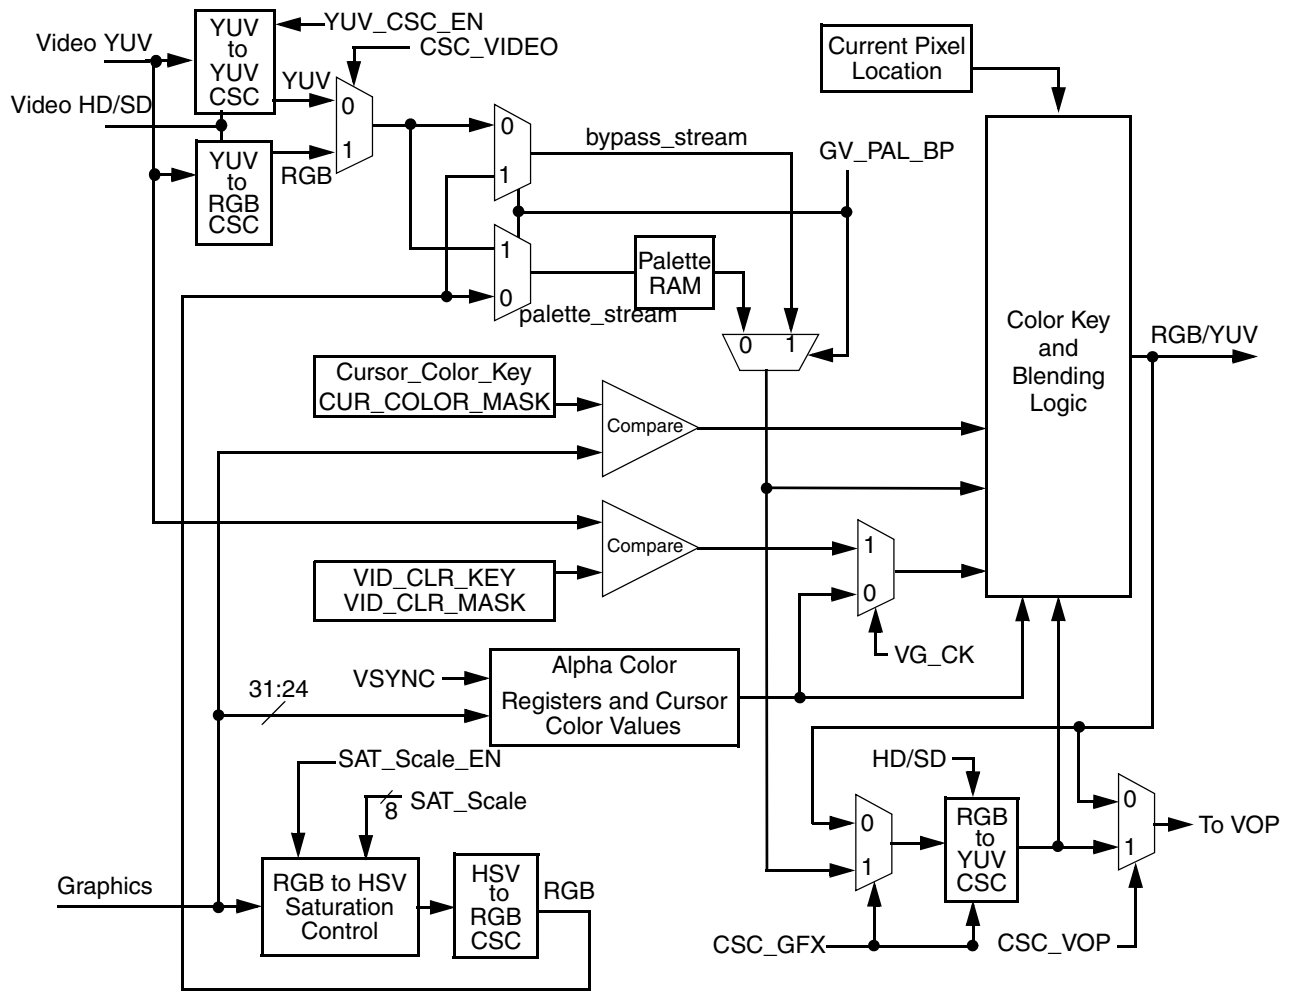 YUV_CSC_EN
CSC_VIDEO
Video YUV
YUV
to
YUV
CSC
YUV
Video HD/SD
YUV
to
RGB
CSC
RGB
0
1
0
1
bypass_stream
GV_PAL_BP
Current Pixel
Location
1
0
Palette
RAM
palette_stream
0 1
Color Key
and
Blending
Logic
RGB/YUV
Cursor_Color_Key
CUR_COLOR_MASK
Compare
Compare
VID_CLR_KEY
VID_CLR_MASK
1
0
VG_CK
VSYNC
31:24
Alpha Color
Registers and Cursor
Color Values
SAT_Scale_EN
8
SAT_Scale
Graphics
RGB to HSV
Saturation
Control
HSV
to
RGB
CSC
RGB
HD/SD
0
1
RGB
to
YUV
CSC
0
1
To VOP
CSC_GFX
CSC_VOP